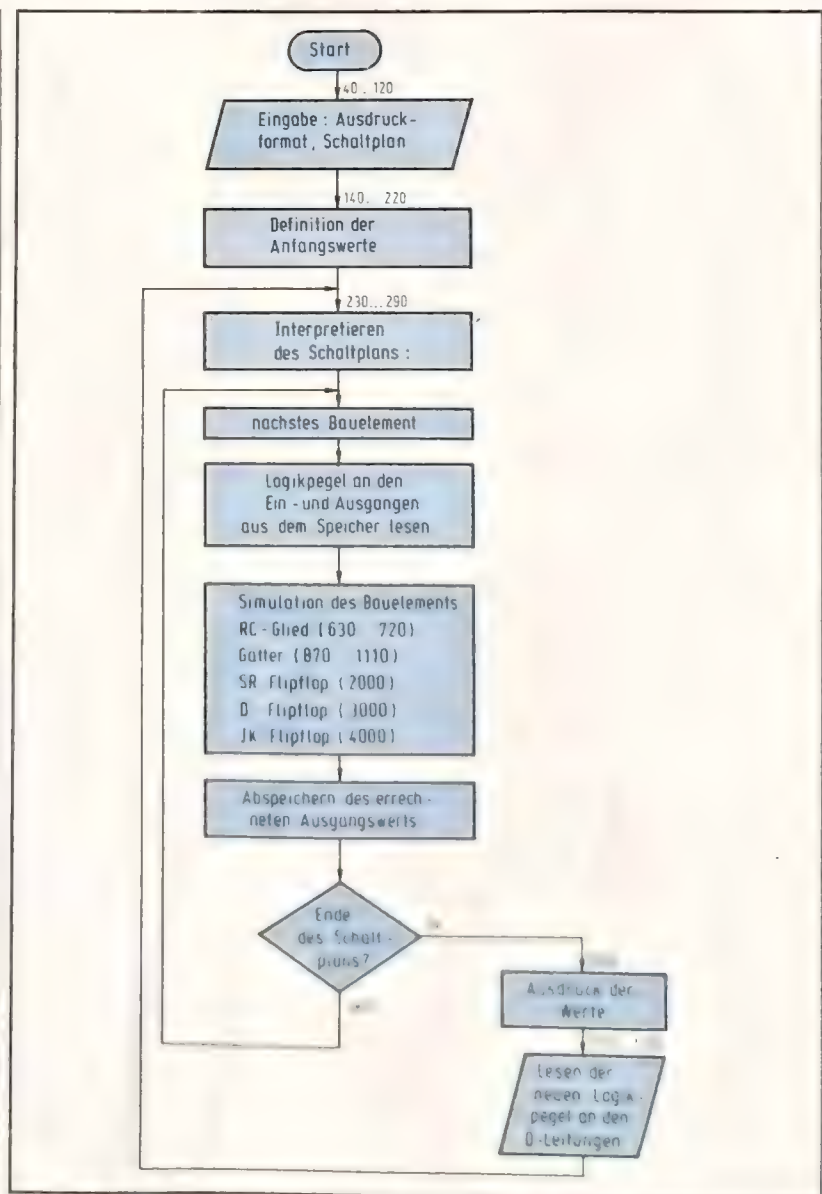 Start
40..120
Eingabe: Ausdruck-
format, Schaltplan
140...220
Definition der
Anfangswerte
230...290
Interpretieren
des Schaltplans:
nachstes Bauelement
Logikpegel an den
Ein-und Ausgangen
aus dem Speicher lesen
Simulation des Bauelements
RC-Glied (630 720)
Gatter (870 1110)
SR Flipflop (2000)
D Flipflop (3000)
JK Flipflop (4000)
Abspeichern des errech-
neten Ausgangswerts
Ende
des Schalt-
plans?
Ausdruck der
Werte
Lesen der
neuen Logik-
pegel an den
D-Leitungen